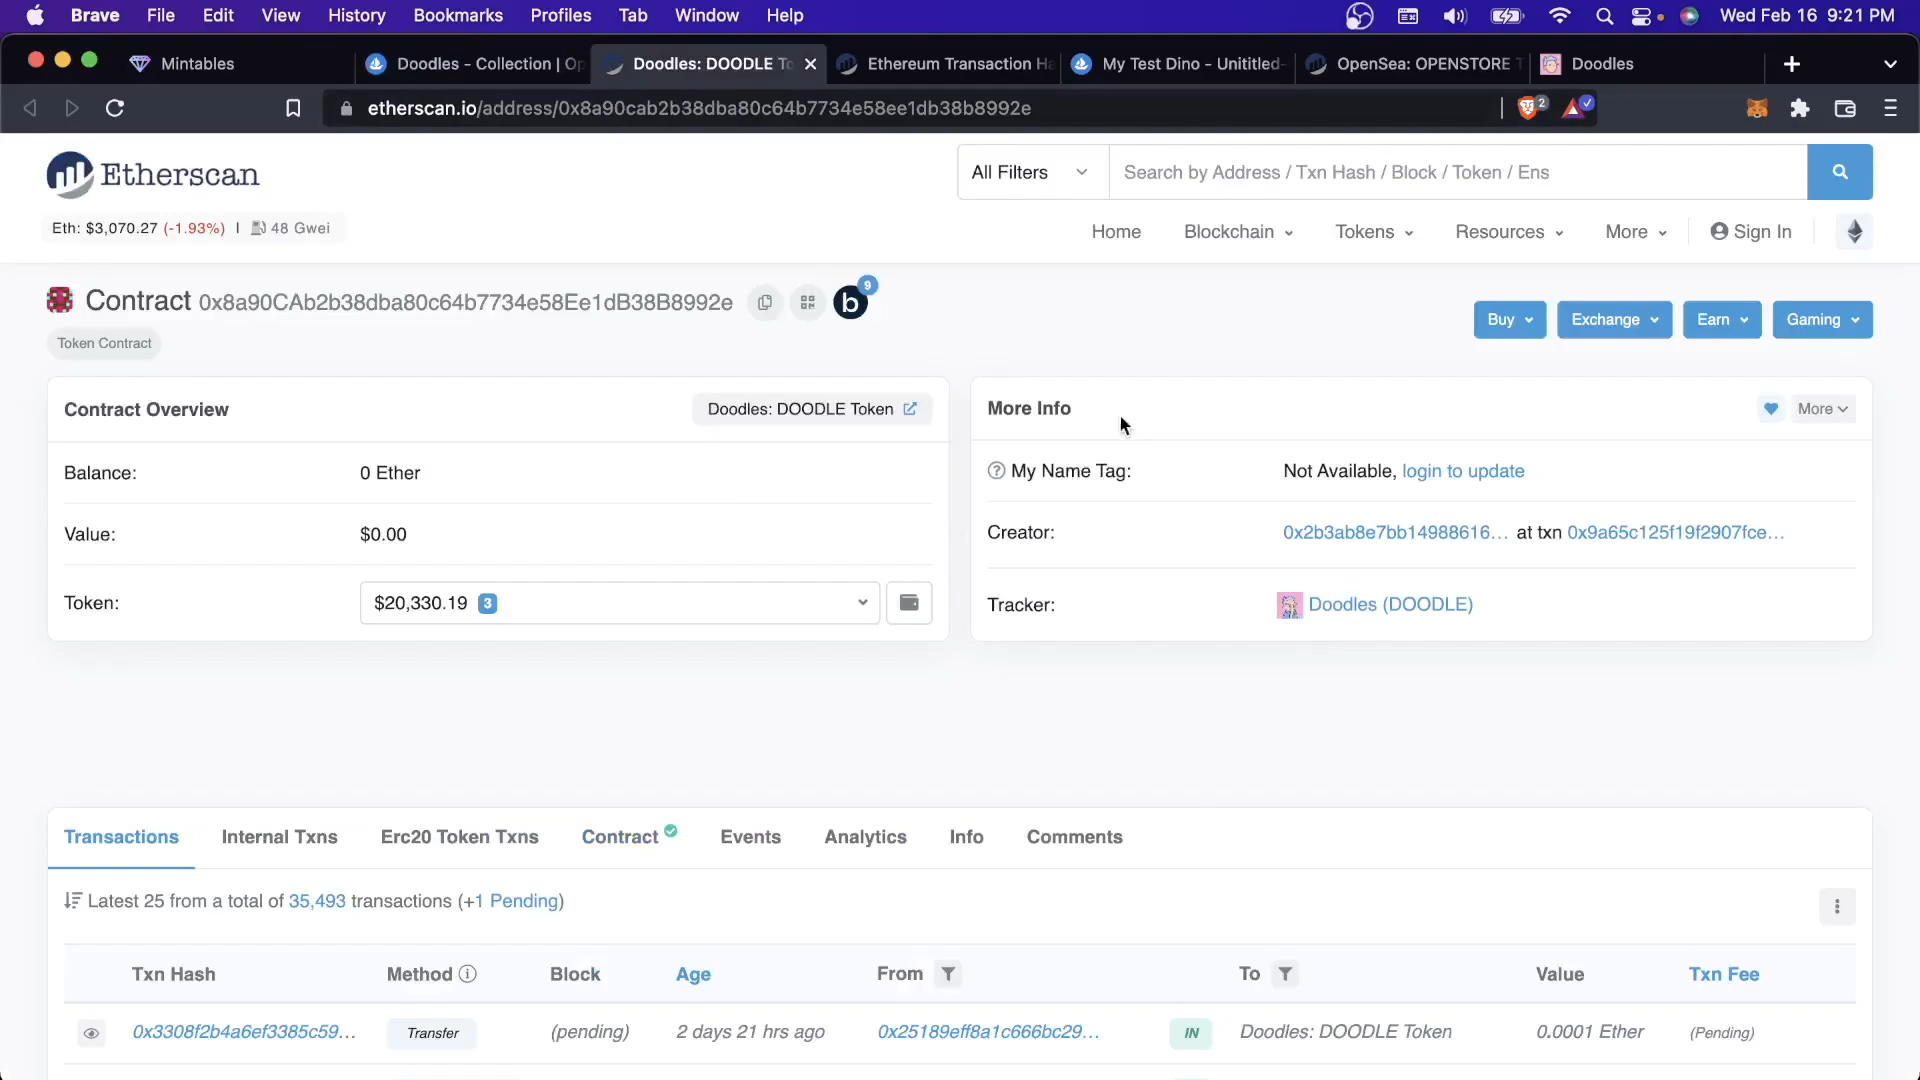 Brave File Edit View History Bookmarks Profiles Tab Window Help Wed Feb 16 9:21 PM
Mintables Doodles - Collection | Op Doodles: DOODLE To Ethereum Transaction Ha My Test Dino - Unititled- OpenSea: OPENSTORE T Doodles
etherscan.io/address/0x8a90cab2b38dba80c64b7734e58ee1db38b8992e 2
Etherscan
All Filters Search by Address / Txn Hash / Block / Token / Ens
Eth: $3,070.27 (-1.93%) | 48 Gwei
Home Blockchain Tokens Resources More Sign In
Contract 0x8a90CAb2b38dba80c64b7734e58Ee1dB38B8992e b 9
Token Contract
Buy Exchange Earn Gaming
Contract Overview Doodles: DOODLE Token
Balance: 0 Ether
Value: $0.00
Token: $20,330.19 3
More Info More
My Name Tag: Not Available, login to update
Creator: 0x2b3ab8e7bb14988616... at txn 0x9a65c125f19f2907fce...
Tracker: Doodles (DOODLE)
Transactions Internal Txns Erc20 Token Txns Contract Events Analytics Info Comments
Latest 25 from a total of 35,493 transactions (+1 Pending)
Txn Hash Method Block Age From To Value Txn Fee
0x3308f2b4a6ef3385c59... Transfer (pending) 2 days 21 hrs ago 0x25189eff8a1c666bc29... IN Doodles: DOODLE Token 0.0001 Ether (Pending)